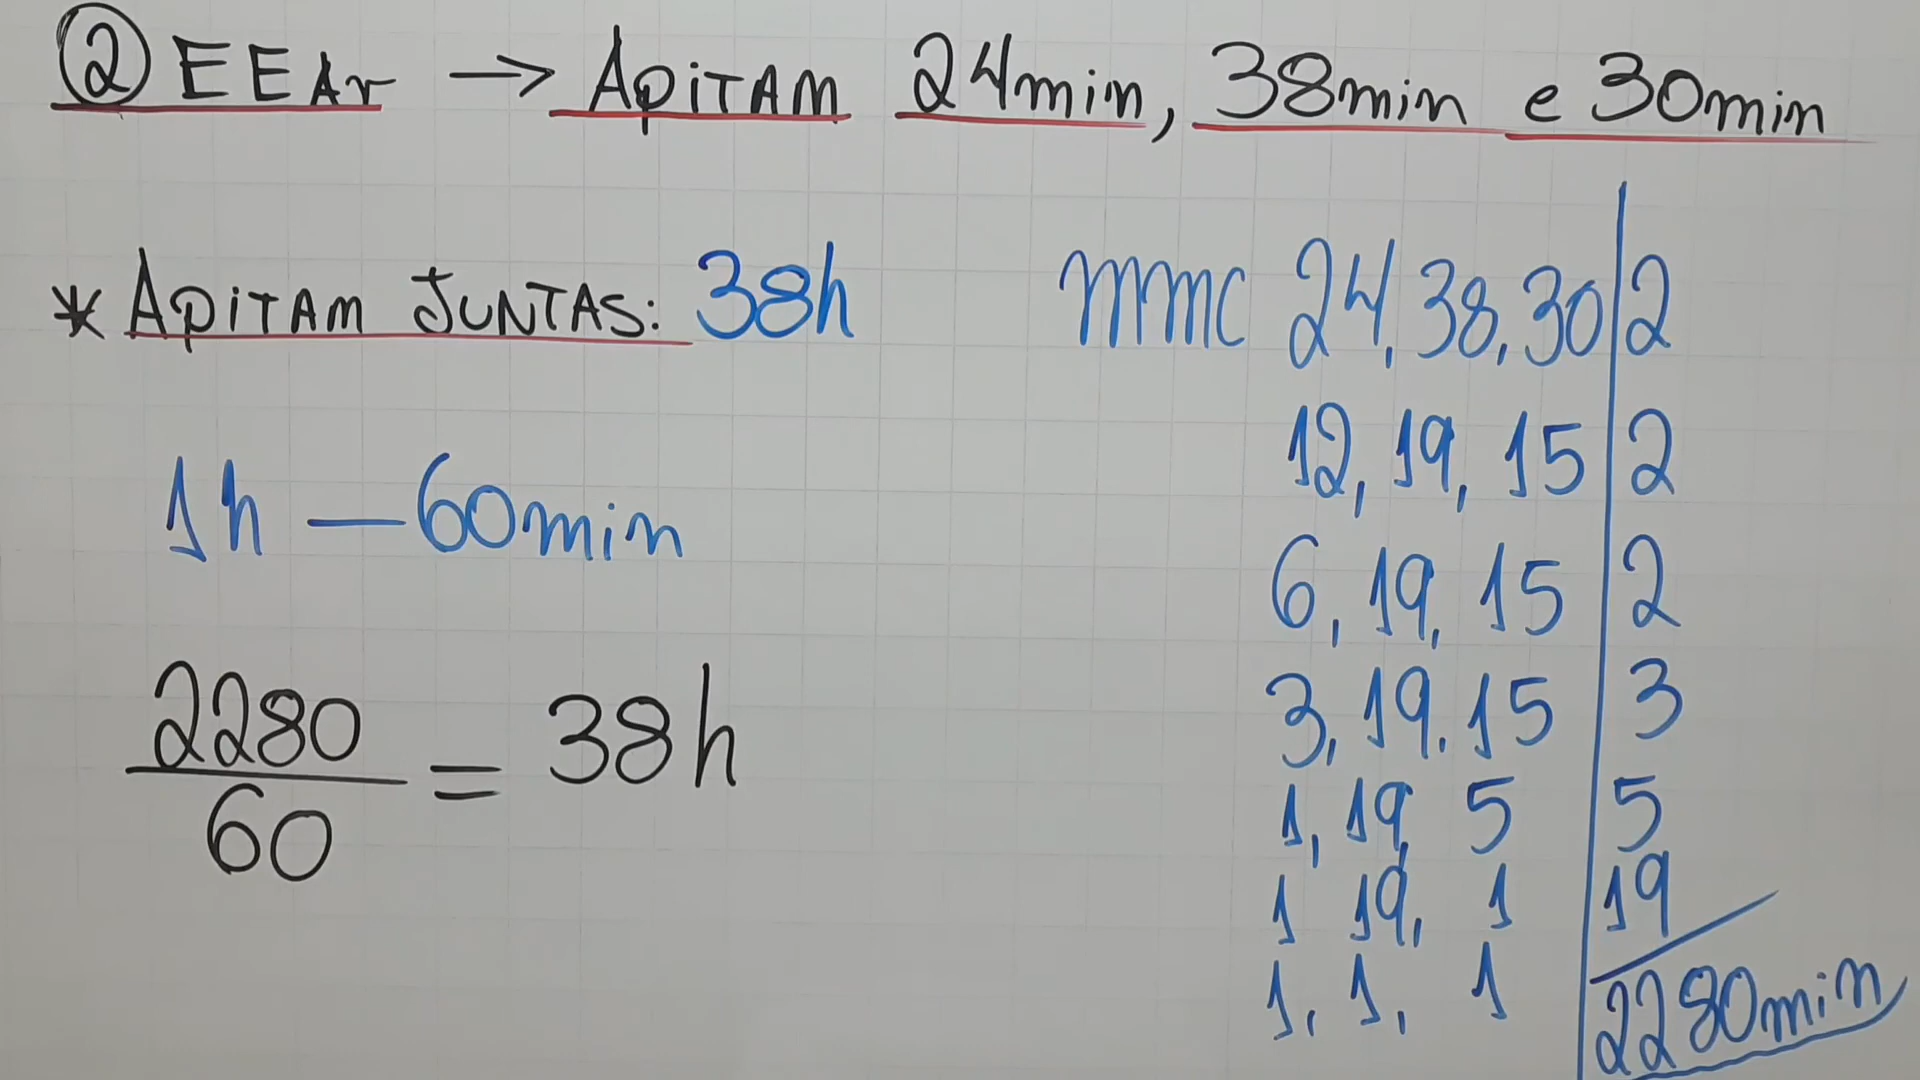 ② EEAr → Apitam 24min, 38min e 30min
* Apitam Juntas: 38h
1h — 60min
2280
60
= 38h
mmc 24, 38, 30 | 2
12, 19, 15 | 2
6, 19, 15 | 2
3, 19. 15 | 3
1, 19, 5 | 5
1 19, 1 | 19
1, 1, 1 | 2280min